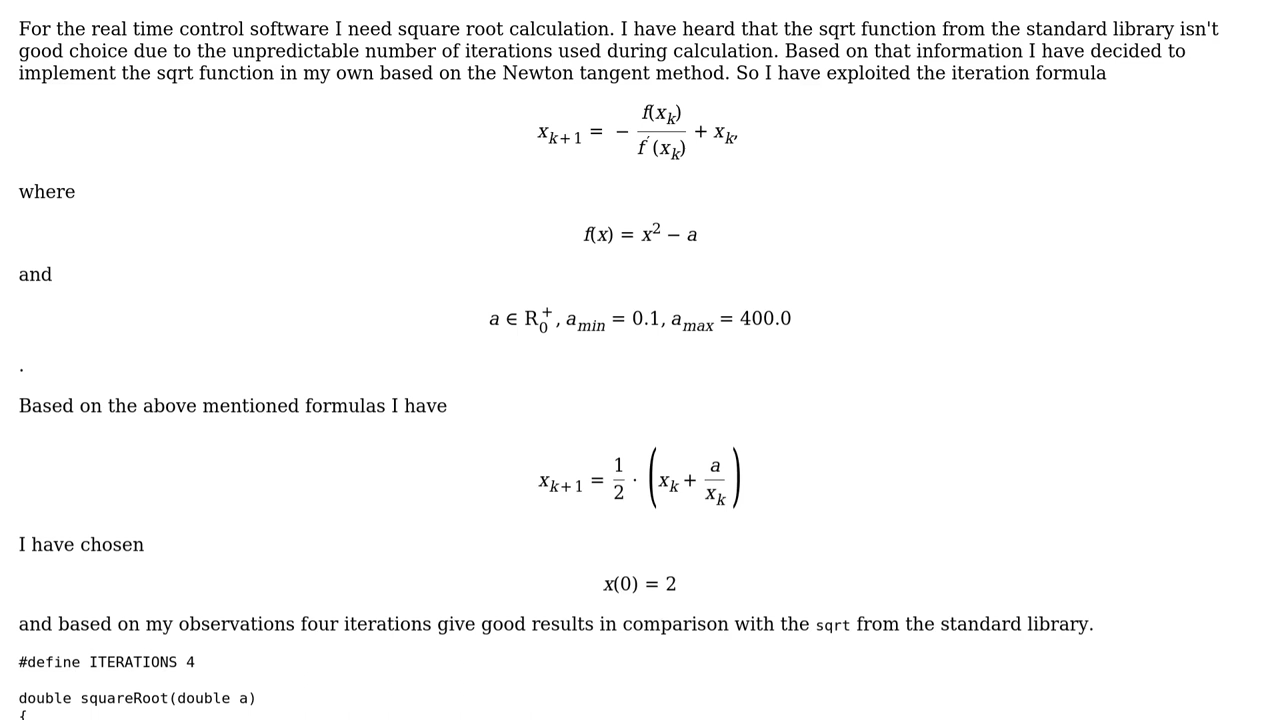 For the real time control software I need square root calculation. I have heard that the sqrt function from the standard library isn't
good choice due to the unpredictable number of iterations used during calculation. Based on that information I have decided to
implement the sqrt function in my own based on the Newton tangent method. So I have exploited the iteration formula
x_{k+1} = − f(x_k) / f′(x_k) + x_k,
where
f(x) = x² − a
and
a ∈ R₀⁺, a_{min} = 0.1, a_{max} = 400.0
.
Based on the above mentioned formulas I have
x_{k+1} = 1/2 · (x_k + a/x_k)
I have chosen
x(0) = 2
and based on my observations four iterations give good results in comparison with the sqrt from the standard library.
#define ITERATIONS 4
double squareRoot(double a)
{